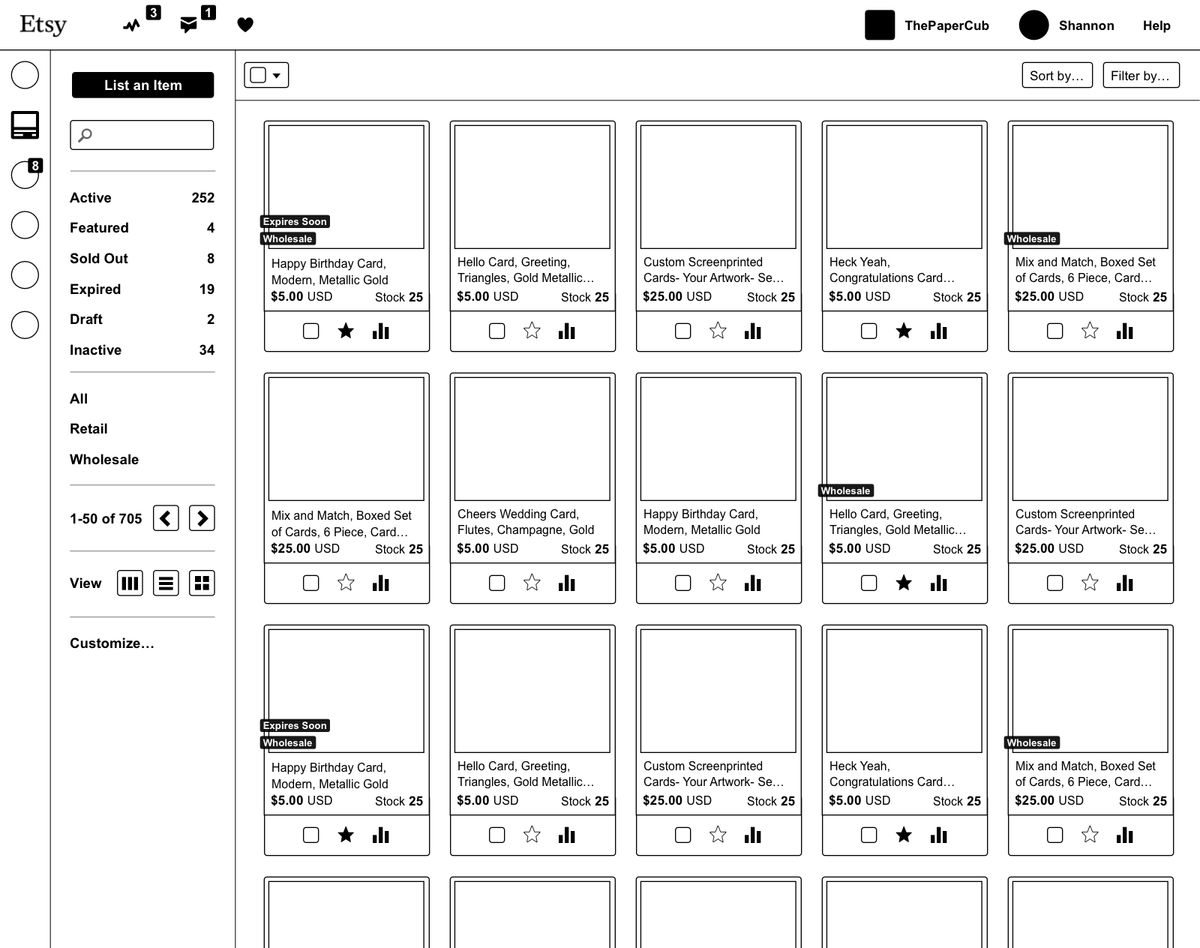 Etsy
3
1
ThePaperCub
Shannon
Help
8
List an Item
Active 252
Featured 4
Sold Out 8
Expired 19
Draft 2
Inactive 34
All
Retail
Wholesale
1-50 of 705
View
Customize…
Sort by…
Filter by…
Expires Soon
Wholesale
Happy Birthday Card,
Modern, Metallic Gold
$5.00 USD Stock 25
Hello Card, Greeting,
Triangles, Gold Metallic…
$5.00 USD Stock 25
Custom Screenprinted
Cards- Your Artwork- Se…
$25.00 USD Stock 25
Heck Yeah,
Congratulations Card…
$5.00 USD Stock 25
Wholesale
Mix and Match, Boxed Set
of Cards, 6 Piece, Card…
$25.00 USD Stock 25
Mix and Match, Boxed Set
of Cards, 6 Piece, Card…
$25.00 USD Stock 25
Cheers Wedding Card,
Flutes, Champagne, Gold
$5.00 USD Stock 25
Happy Birthday Card,
Modern, Metallic Gold
$5.00 USD Stock 25
Wholesale
Hello Card, Greeting,
Triangles, Gold Metallic…
$5.00 USD Stock 25
Custom Screenprinted
Cards- Your Artwork- Se…
$25.00 USD Stock 25
Expires Soon
Wholesale
Happy Birthday Card,
Modern, Metallic Gold
$5.00 USD Stock 25
Hello Card, Greeting,
Triangles, Gold Metallic…
$5.00 USD Stock 25
Custom Screenprinted
Cards- Your Artwork- Se…
$25.00 USD Stock 25
Heck Yeah,
Congratulations Card…
$5.00 USD Stock 25
Wholesale
Mix and Match, Boxed Set
of Cards, 6 Piece, Card…
$25.00 USD Stock 25